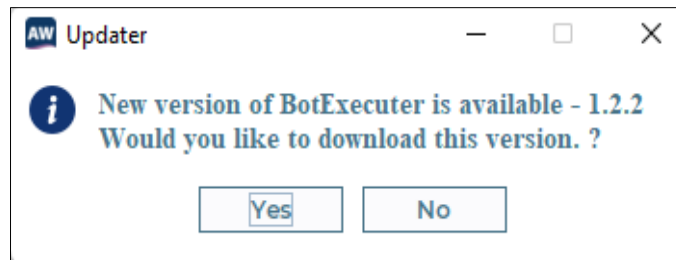 AW Updater
New version of BotExecuter is available - 1.2.2
Would you like to download this version. ?
Yes No